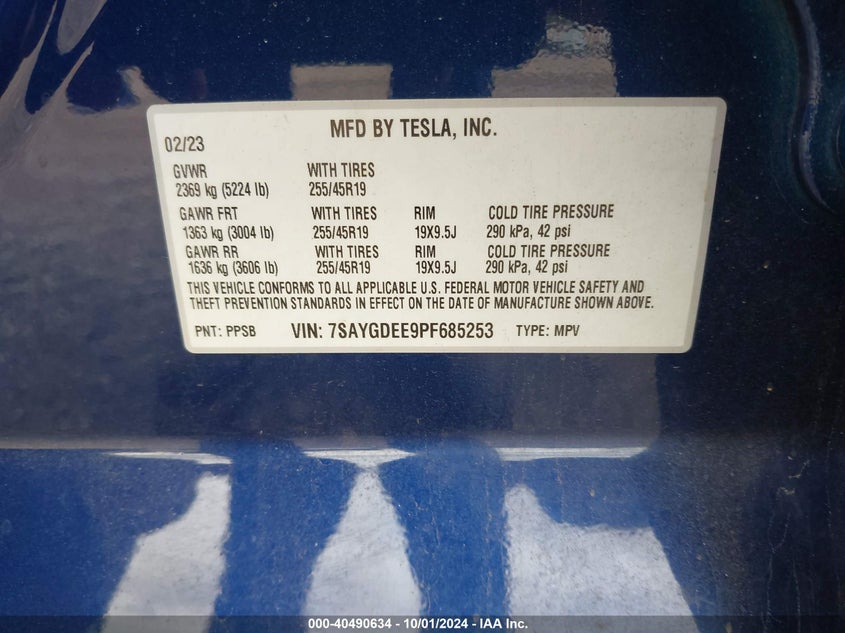 MFD BY TESLA, INC.
02/23
GVWR WITH TIRES
2369 kg (5224 lb) 255/45R19
GAWR FRT WITH TIRES RIM COLD TIRE PRESSURE
1363 kg (3004 lb) 255/45R19 19X9.5J 290 kPa, 42 psi
GAWR RR WITH TIRES RIM COLD TIRE PRESSURE
1636 kg (3606 lb) 255/45R19 19X9.5J 290 kPa, 42 psi
THIS VEHICLE CONFORMS TO ALL APPLICABLE U.S. FEDERAL MOTOR VEHICLE SAFETY AND
THEFT PREVENTION STANDARDS IN EFFECT ON THE DATE OF MANUFACTURE SHOWN ABOVE.
PNT: PPSB VIN: 7SAYGDEE9PF685253 TYPE: MPV
000-40490634 - 10/01/2024 - IAA Inc.